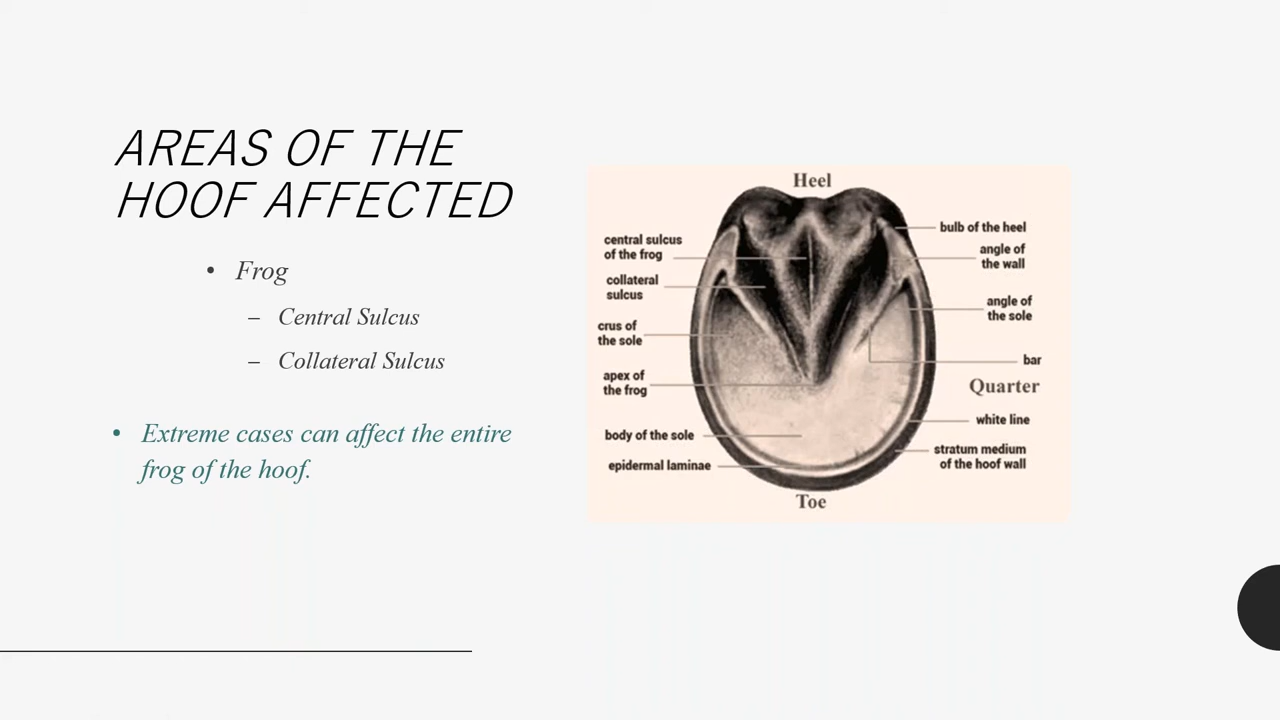 AREAS OF THE
HOOF AFFECTED
• Frog
– Central Sulcus
– Collateral Sulcus
• Extreme cases can affect the entire
frog of the hoof.
Heel
central sulcus
of the frog
collateral
sulcus
crus of
the sole
apex of
the frog
body of the sole
epidermal laminae
bulb of the heel
angle of
the wall
angle of
the sole
bar
Quarter
white line
stratum medium
of the hoof wall
Toe